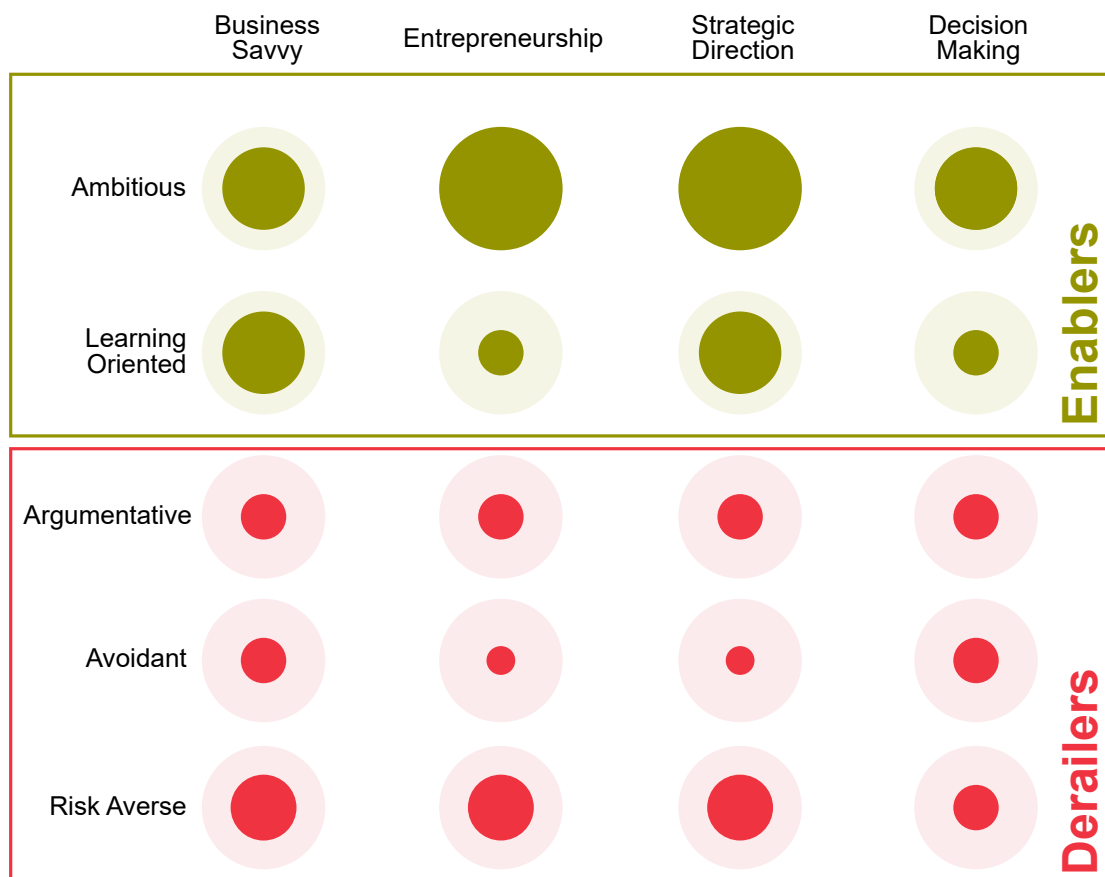 Business
Savvy
Entrepreneurship
Strategic
Direction
Decision
Making
Ambitious
Learning
Oriented
Enablers
Argumentative
Avoidant
Risk Averse
Derailers